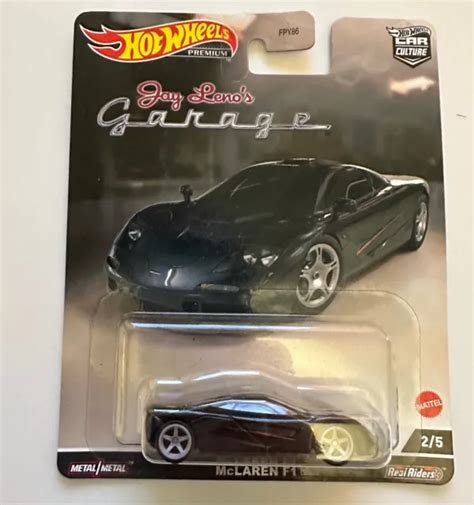 Hot Wheels
PREMIUM
FPY86
Hot Wheels
CAR
CULTURE
Jay Leno's
Garage
MATTEL
2/5
METAL/METAL
McLAREN F1
Real Riders